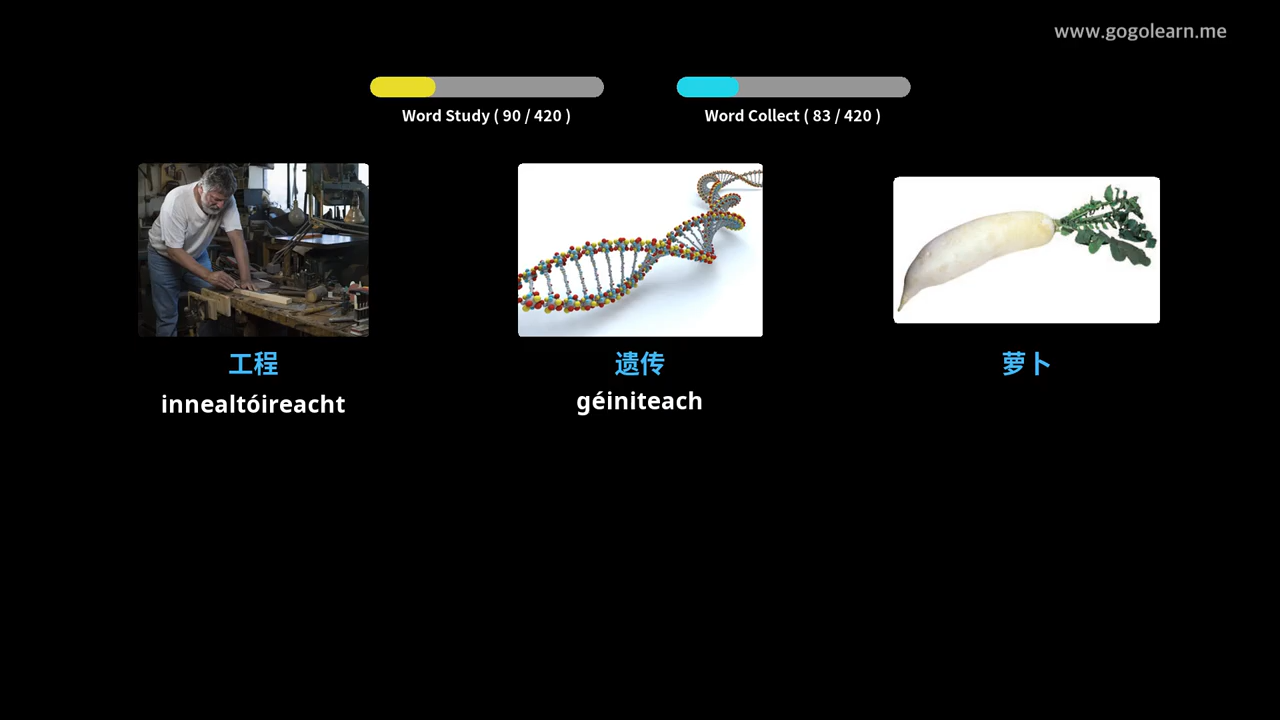 www.gogolearn.me
Word Study ( 90 / 420 )
Word Collect ( 83 / 420 )
工程
遗传
萝卜
innealtóireacht
géiniteach